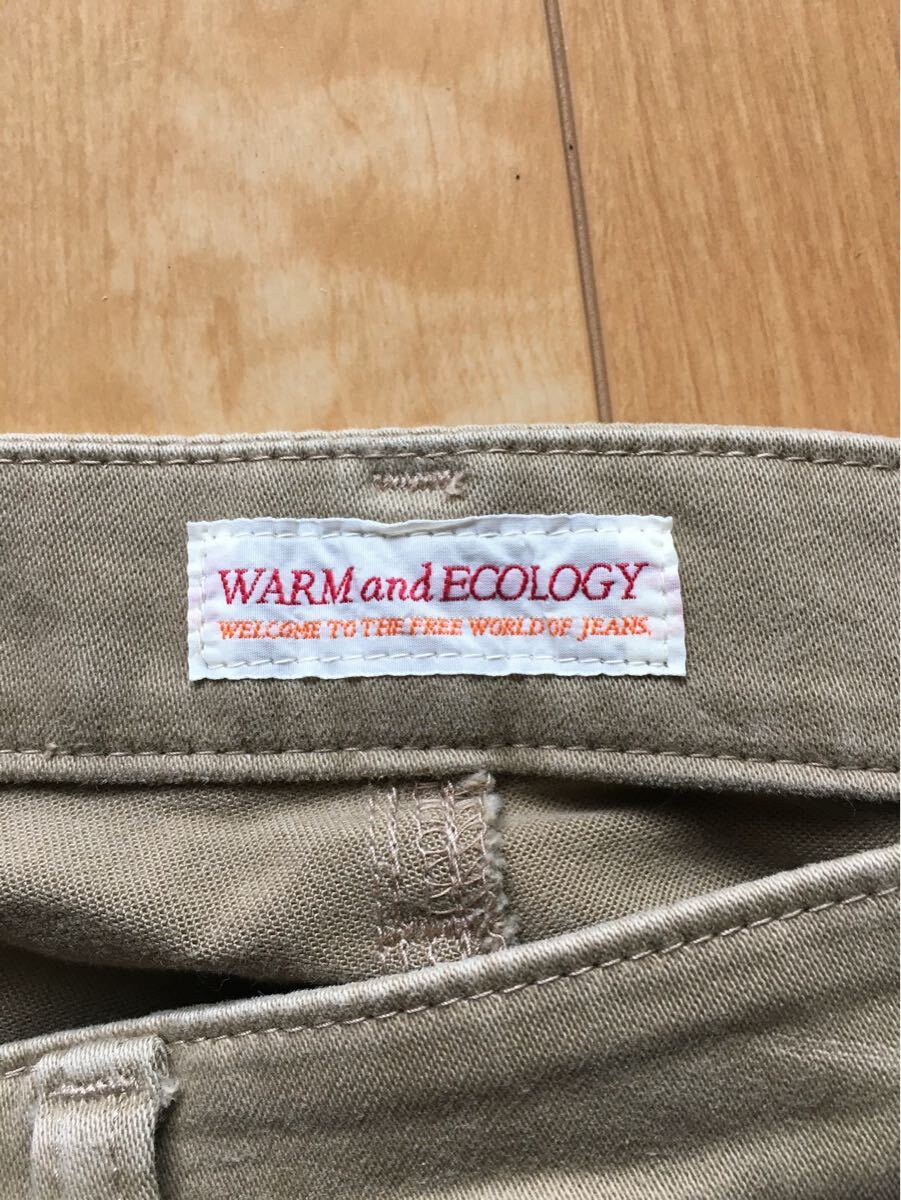 WARM and ECOLOGY
WELCOME TO THE FREE WORLD OF JEANS.